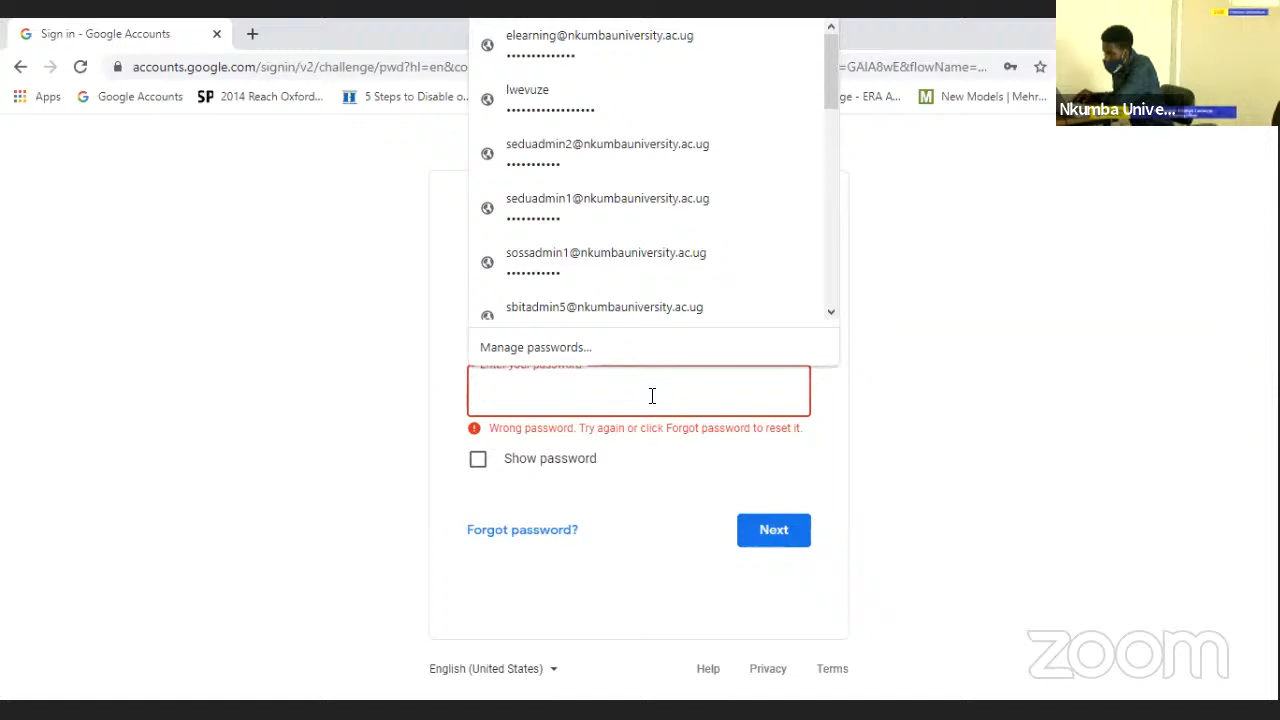 Sign in - Google Accounts
accounts.google.com/signin/v2/challenge/pwd?hl=en&co
=GAIA8wE&flowName=...
Apps
Google Accounts
SP 2014 Reach Oxford...
5 Steps to Disable o..
ge - ERA A...
M New Models | Mehr...
elearning@nkumbauniversity.ac.ug
••••••••••••••
lwevuze
••••••••••••••••••
seduadmin2@nkumbauniversity.ac.ug
•••••••••••
seduadmin1@nkumbauniversity.ac.ug
•••••••••••
sossadmin1@nkumbauniversity.ac.ug
•••••••••••
sbitadmin5@nkumbauniversity.ac.ug
Manage passwords...
Enter your password
Wrong password. Try again or click Forgot password to reset it.
Show password
Forgot password?
Next
English (United States)
Help
Privacy
Terms
Nkumba Unive...
zoom